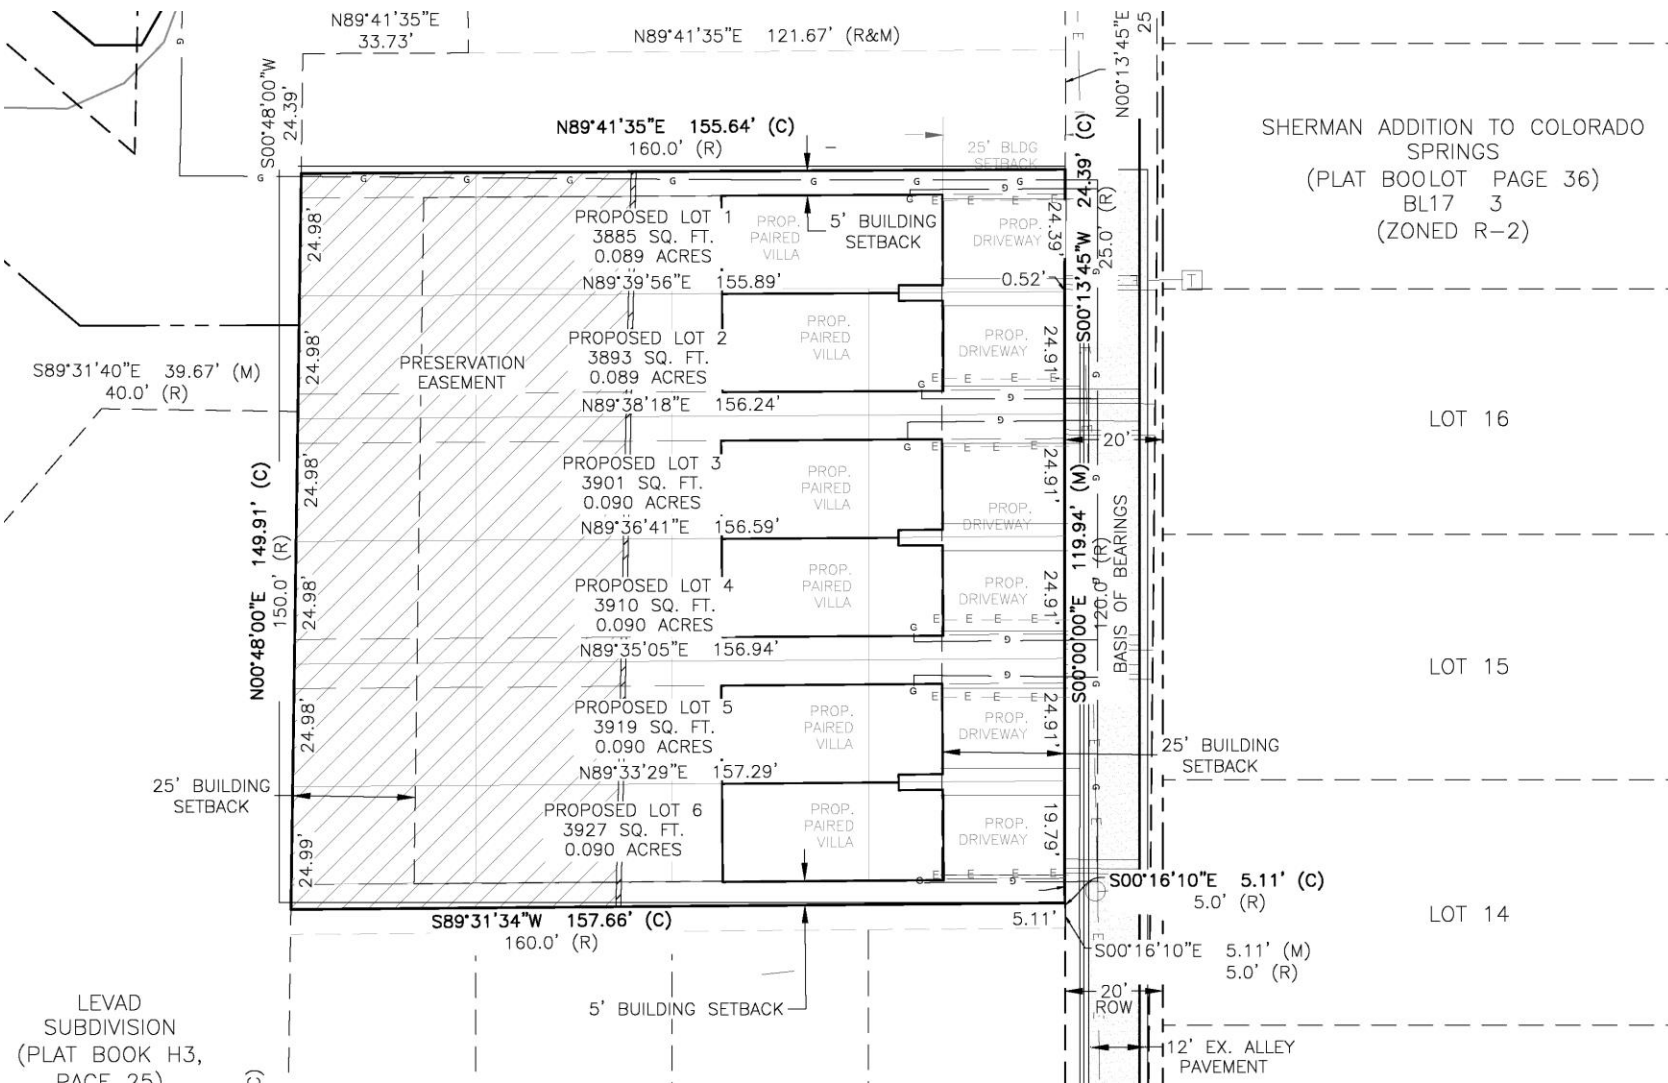 N89°41'35"E
33.73'
N89°41'35"E 121.67' (R&M)
S00°48'00"W
24.39'
N00°13'45"E
25
N89°41'35"E 155.64' (C)
160.0' (R)
25' BLDG
SETBACK
SHERMAN ADDITION TO COLORADO
SPRINGS
(PLAT BOOLOT PAGE 36)
BL17 3
(ZONED R-2)
S00°13'45"W 24.39' (C)
25.0' (R)
24.98'
PROPOSED LOT 1
3885 SQ. FT.
0.089 ACRES
PROP.
PAIRED
VILLA
5' BUILDING
SETBACK
PROP.
DRIVEWAY
24.39'
N89°39'56"E 155.89'
0.52'
T
24.98'
PROPOSED LOT 2
3893 SQ. FT.
0.089 ACRES
PROP.
PAIRED
VILLA
PROP.
DRIVEWAY
24.91'
PRESERVATION
EASEMENT
S89°31'40"E 39.67' (M)
40.0' (R)
N89°38'18"E 156.24'
LOT 16
20'
N00°48'00"E 149.91' (C)
150.0' (R)
24.98'
PROPOSED LOT 3
3901 SQ. FT.
0.090 ACRES
PROP.
PAIRED
VILLA
PROP.
DRIVEWAY
24.91'
N89°36'41"E 156.59'
S00°00'00"E 119.94' (M)
120.0' (R)
BASIS OF BEARINGS
24.98'
PROPOSED LOT 4
3910 SQ. FT.
0.090 ACRES
PROP.
PAIRED
VILLA
PROP.
DRIVEWAY
24.91'
N89°35'05"E 156.94'
LOT 15
24.98'
PROPOSED LOT 5
3919 SQ. FT.
0.090 ACRES
PROP.
PAIRED
VILLA
PROP.
DRIVEWAY
24.91'
25' BUILDING
SETBACK
N89°33'29"E 157.29'
25' BUILDING
SETBACK
24.99'
PROPOSED LOT 6
3927 SQ. FT.
0.090 ACRES
PROP.
PAIRED
VILLA
PROP.
DRIVEWAY
19.79'
S00°16'10"E 5.11' (C)
5.0' (R)
S89°31'34"W 157.66' (C)
160.0' (R)
5.11'
LOT 14
S00°16'10"E 5.11' (M)
5.0' (R)
20'
ROW
5' BUILDING SETBACK
LEVAD
SUBDIVISION
(PLAT BOOK H3,
PAGE 25)
12' EX. ALLEY
PAVEMENT